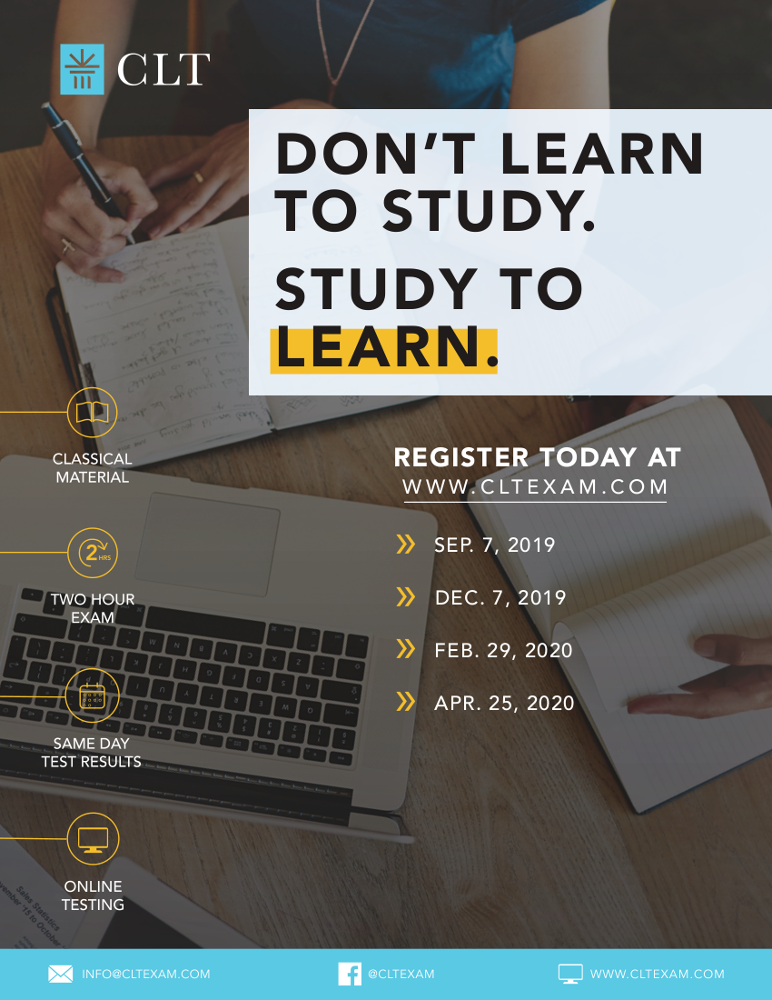 CLT
DON'T LEARN
TO STUDY.
STUDY TO
LEARN.
CLASSICAL
MATERIAL
2 HRS
TWO HOUR
EXAM
SAME DAY
TEST RESULTS
ONLINE
TESTING
REGISTER TODAY AT
WWW.CLTEXAM.COM
SEP. 7, 2019
DEC. 7, 2019
FEB. 29, 2020
APR. 25, 2020
Sales Statistics
INFO@CLTEXAM.COM
@CLTEXAM
WWW.CLTEXAM.COM